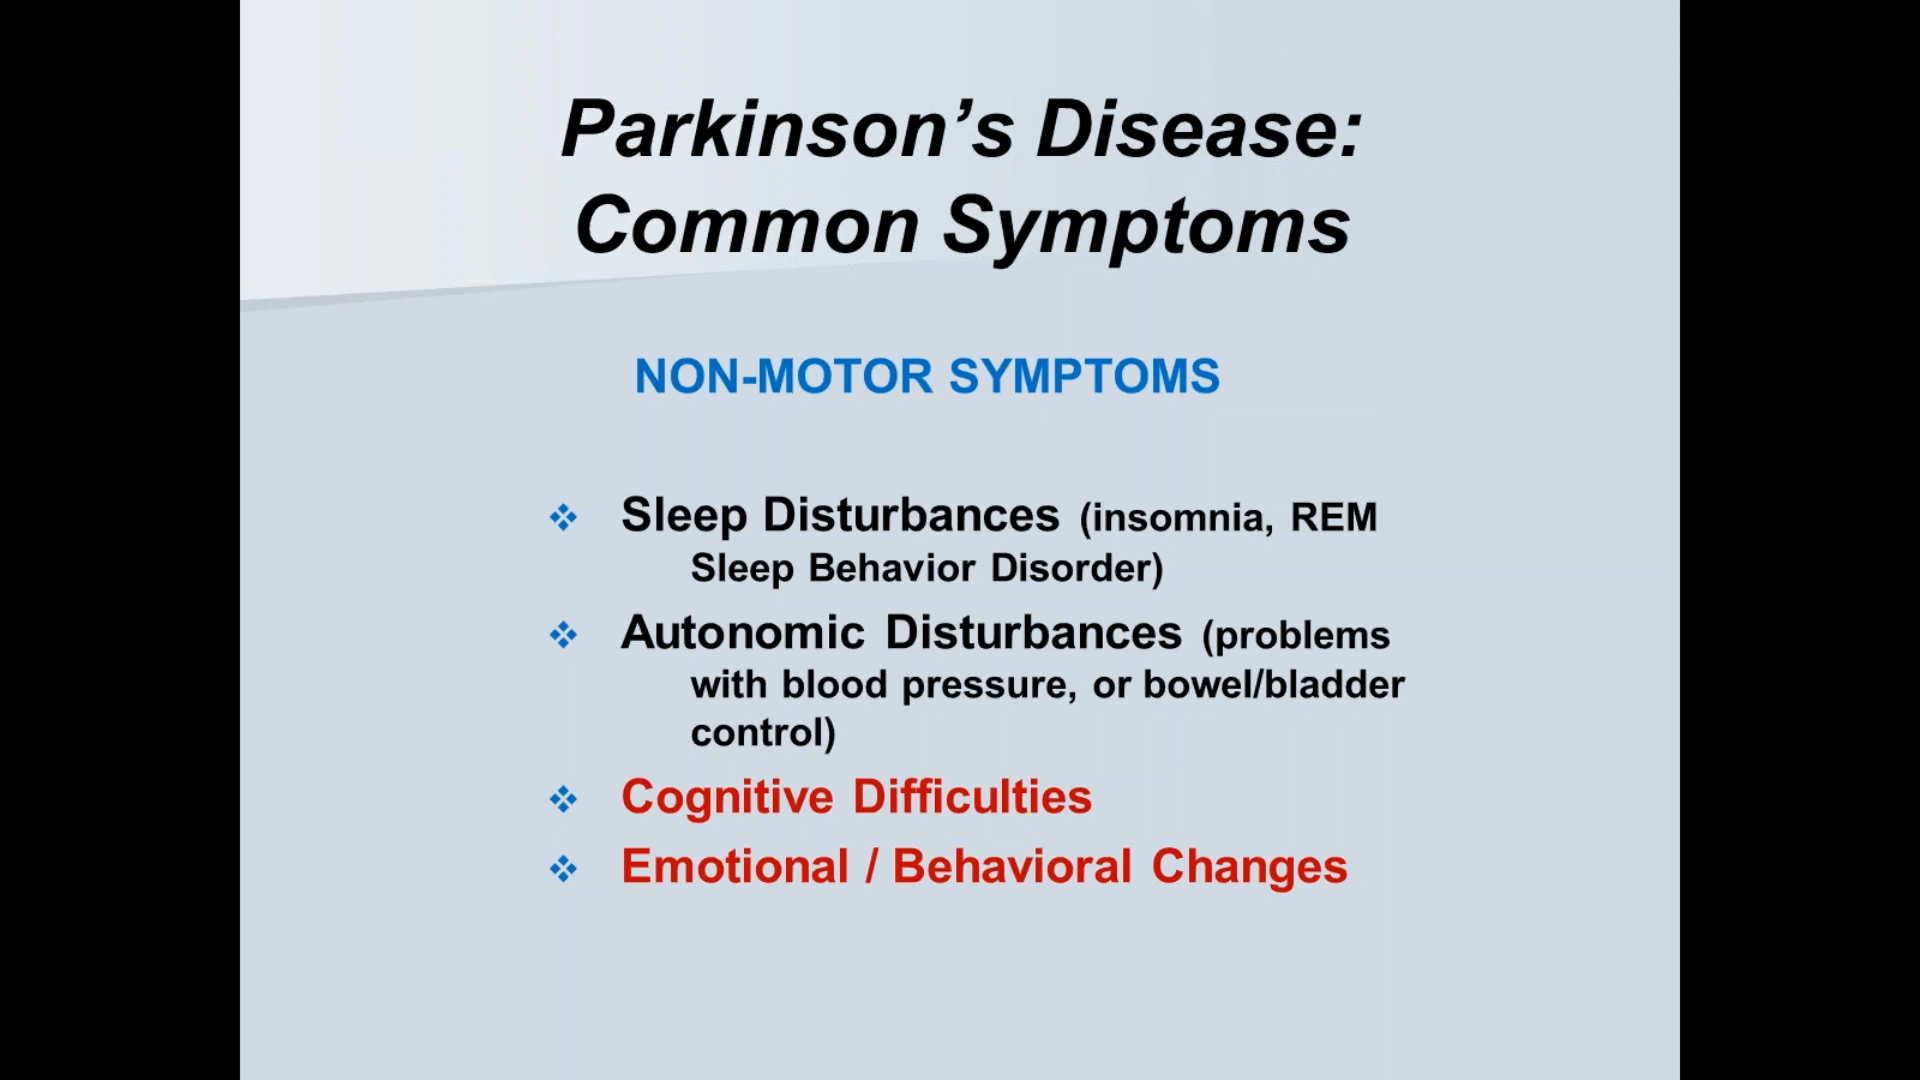 Parkinson’s Disease:
Common Symptoms
NON-MOTOR SYMPTOMS
Sleep Disturbances (insomnia, REM
Sleep Behavior Disorder)
Autonomic Disturbances (problems
with blood pressure, or bowel/bladder
control)
Cognitive Difficulties
Emotional / Behavioral Changes